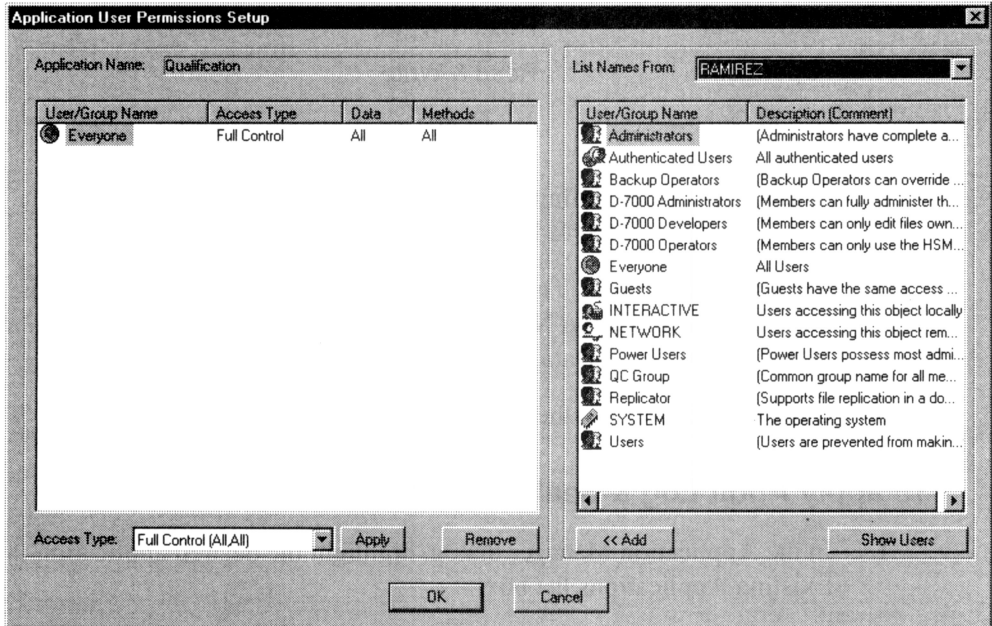 Application User Permissions Setup
Application Name: Qualification
User/Group Name Access Type Data Methods
Everyone Full Control All All
Access Type: Full Control (All,All) Apply Remove
List Names From: RAMIREZ
User/Group Name Description (Comment)
Administrators (Administrators have complete a...
Authenticated Users All authenticated users
Backup Operators (Backup Operators can override ...
D-7000 Administrators (Members can fully administer th...
D-7000 Developers (Members can only edit files own...
D-7000 Operators (Members can only use the HSM...
Everyone All Users
Guests (Guests have the same access ...
INTERACTIVE Users accessing this object locally
NETWORK Users accessing this object rem...
Power Users (Power Users possess most admi...
QC Group (Common group name for all me...
Replicator (Supports file replication in a do...
SYSTEM The operating system
Users (Users are prevented from makin...
<< Add Show Users
OK Cancel